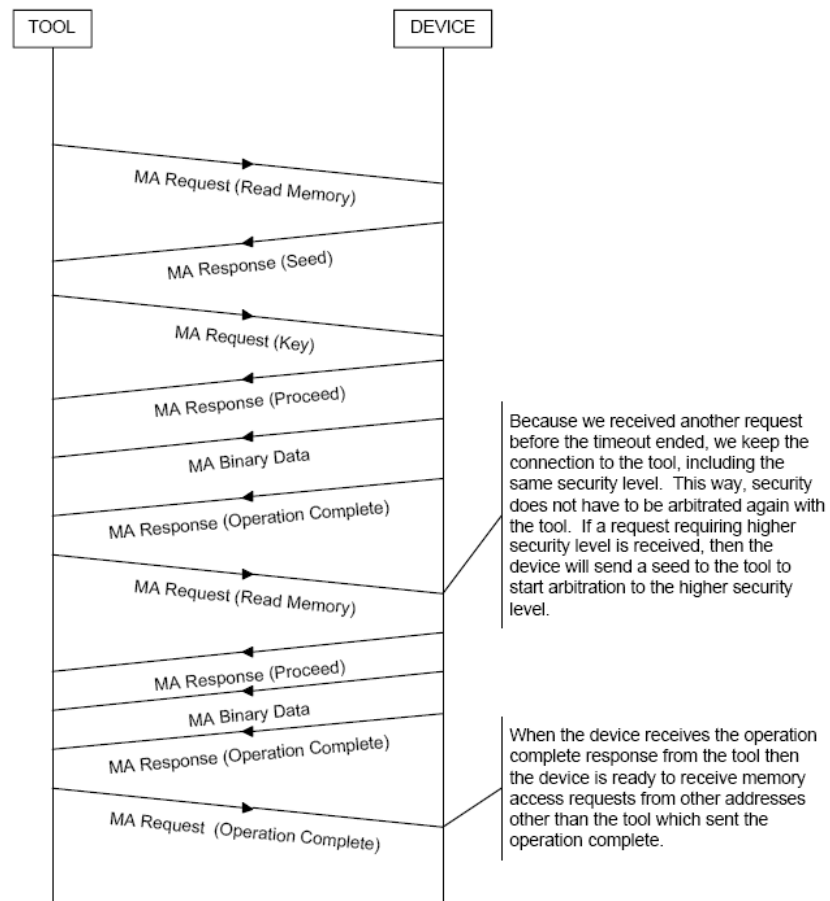 TOOL
DEVICE
MA Request (Read Memory)
MA Response (Seed)
MA Request (Key)
MA Response (Proceed)
MA Binary Data
MA Response (Operation Complete)
MA Request (Read Memory)
Because we received another request
before the timeout ended, we keep the
connection to the tool, including the
same security level.  This way, security
does not have to be arbitrated again with
the tool.  If a request requiring higher
security level is received, then the
device will send a seed to the tool to
start arbitration to the higher security
level.
MA Response (Proceed)
MA Binary Data
MA Response (Operation Complete)
MA Request  (Operation Complete)
When the device receives the operation
complete response from the tool then
the device is ready to receive memory
access requests from other addresses
other than the tool which sent the
operation complete.